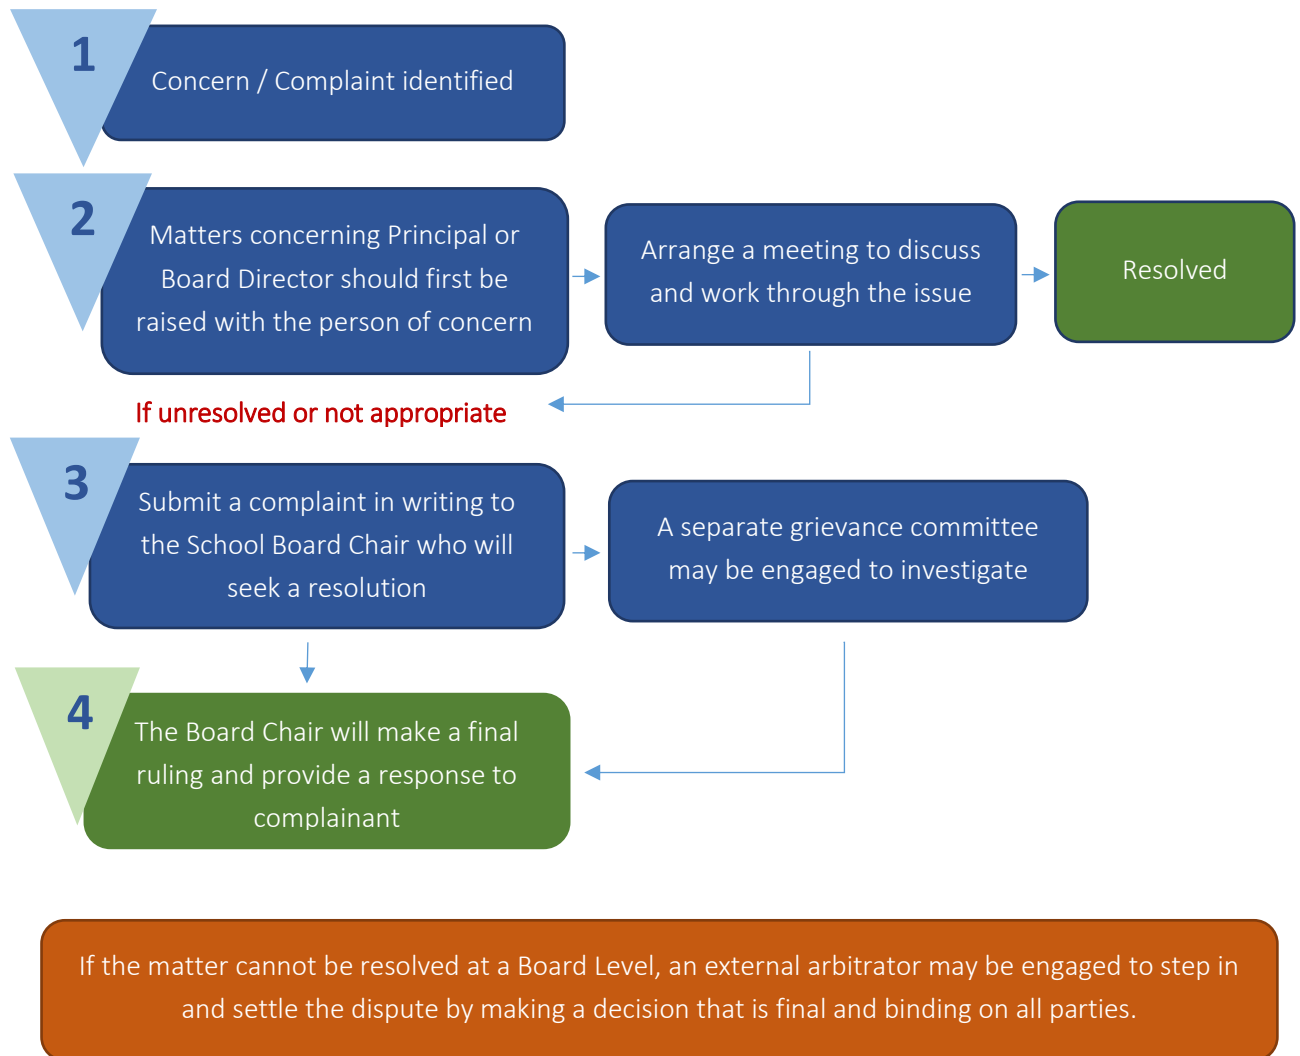 1
Concern / Complaint identified
2
Matters concerning Principal or
Board Director should first be
raised with the person of concern
Arrange a meeting to discuss
and work through the issue
Resolved
If unresolved or not appropriate
3
Submit a complaint in writing to
the School Board Chair who will
seek a resolution
A separate grievance committee
may be engaged to investigate
4
The Board Chair will make a final
ruling and provide a response to
complainant
If the matter cannot be resolved at a Board Level, an external arbitrator may be engaged to step in
and settle the dispute by making a decision that is final and binding on all parties.